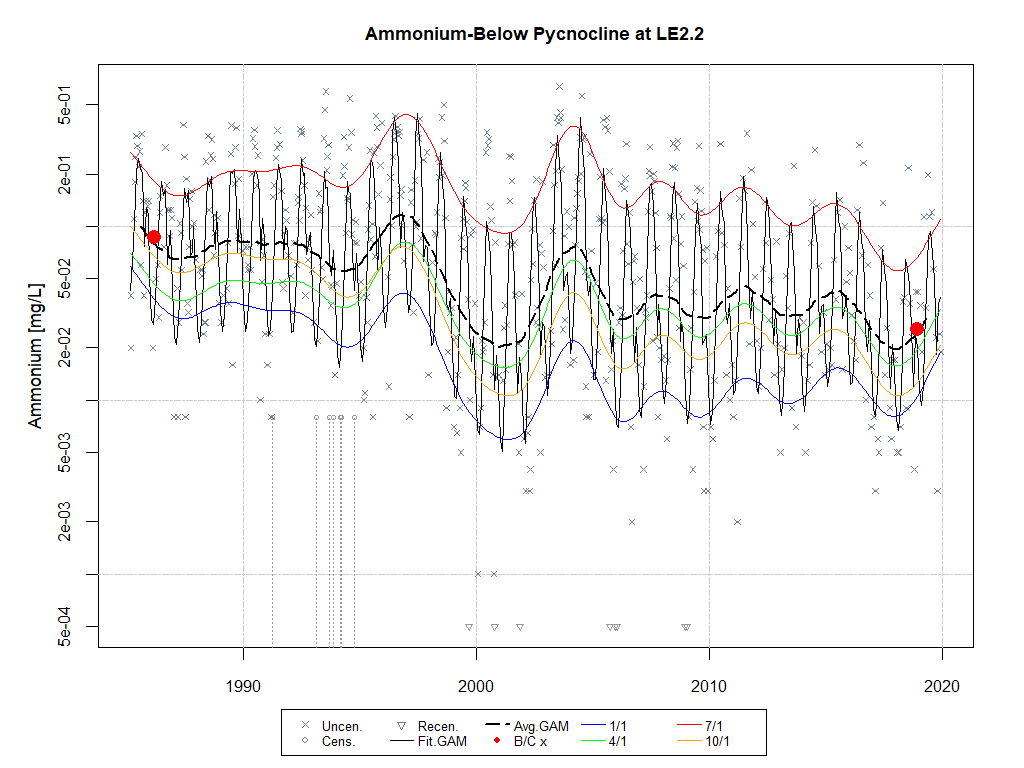 Ammonium-Below Pycnocline at LE2.2
Ammonium [mg/L]
5e-01
2e-01
5e-02
2e-02
5e-03
2e-03
5e-04
1990 2000 2010 2020
Uncen. Recen. Avg.GAM 1/1 7/1
Cens. Fit.GAM B/C x 4/1 10/1